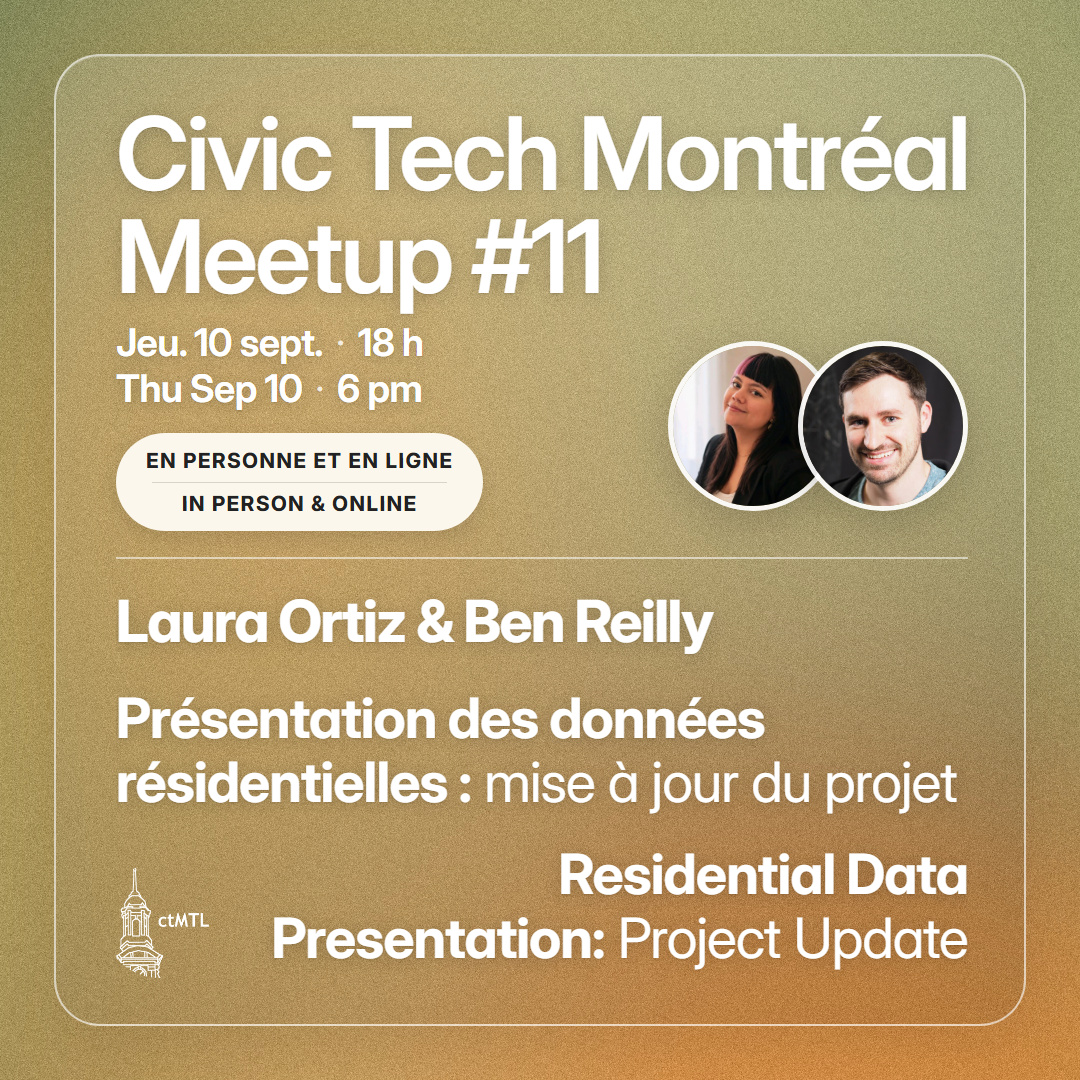 Civic Tech Montréal
Meetup #11
Jeu. 10 sept. · 18 h
Thu Sep 10 · 6 pm
EN PERSONNE ET EN LIGNE
IN PERSON & ONLINE
Laura Ortiz & Ben Reilly
Présentation des données
résidentielles : mise à jour du projet
Residential Data
Presentation: Project Update
ctMTL